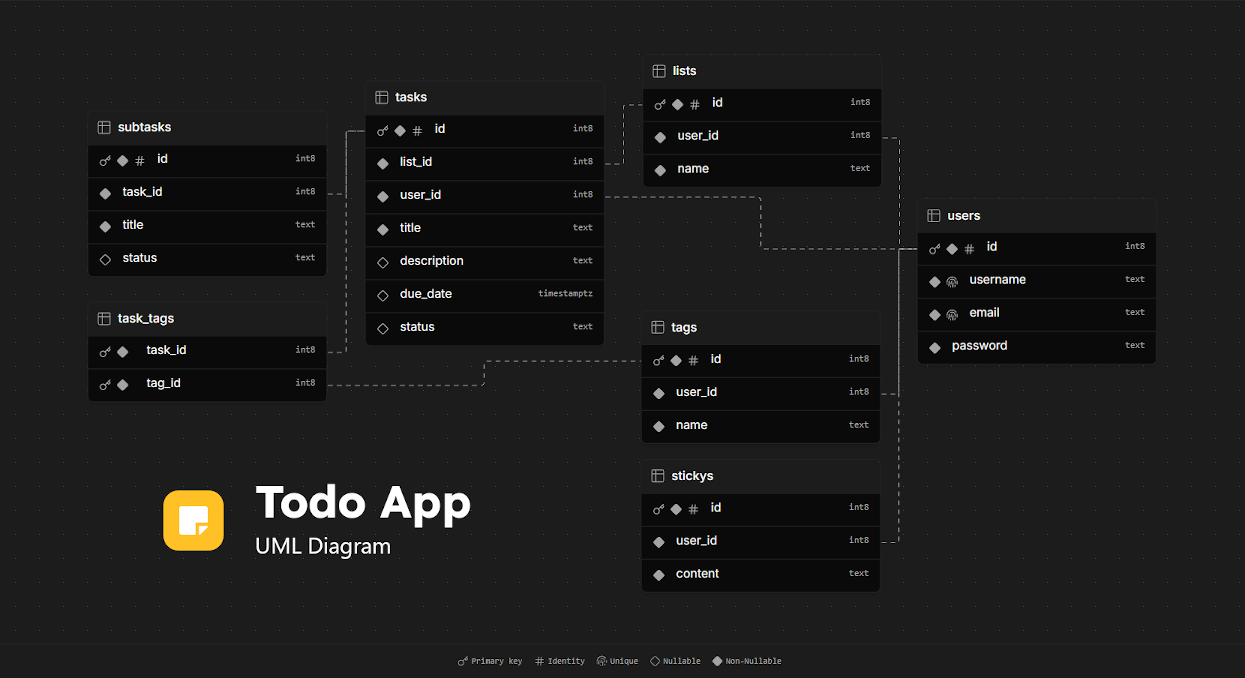 subtasks
id int8
task_id int8
title text
status text
task_tags
task_id int8
tag_id int8
tasks
id int8
list_id int8
user_id int8
title text
description text
due_date timestamptz
status text
lists
id int8
user_id int8
name text
tags
id int8
user_id int8
name text
stickys
id int8
user_id int8
content text
users
id int8
username text
email text
password text
Todo App
UML Diagram
Primary key # Identity Unique Nullable Non-Nullable